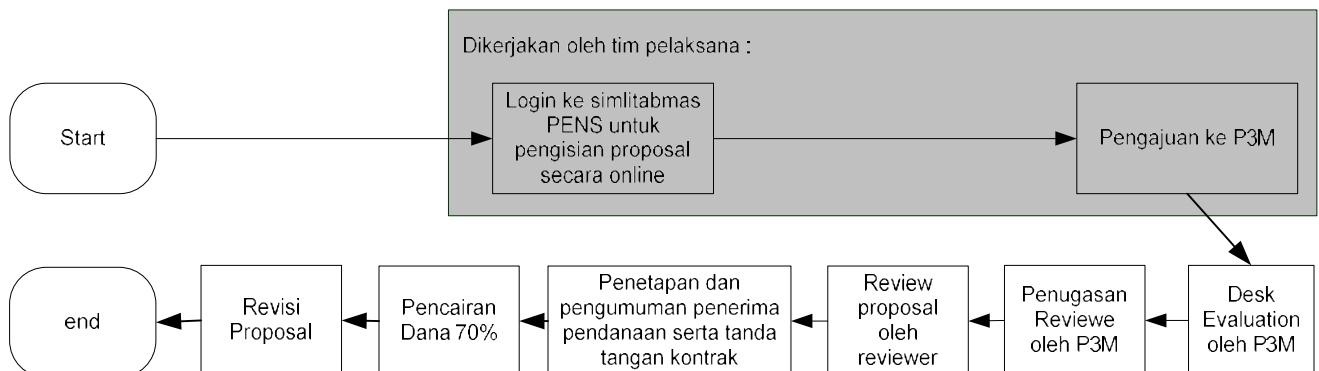 Dikerjakan oleh tim pelaksana :
Start
Login ke simlitabmas
PENS untuk
pengisian proposal
secara online
Pengajuan ke P3M
Desk
Evaluation
oleh P3M
Penugasan
Reviewe
oleh P3M
Review
proposal
oleh
reviewer
Penetapan dan
pengumuman penerima
pendanaan serta tanda
tangan kontrak
Pencairan
Dana 70%
Revisi
Proposal
end